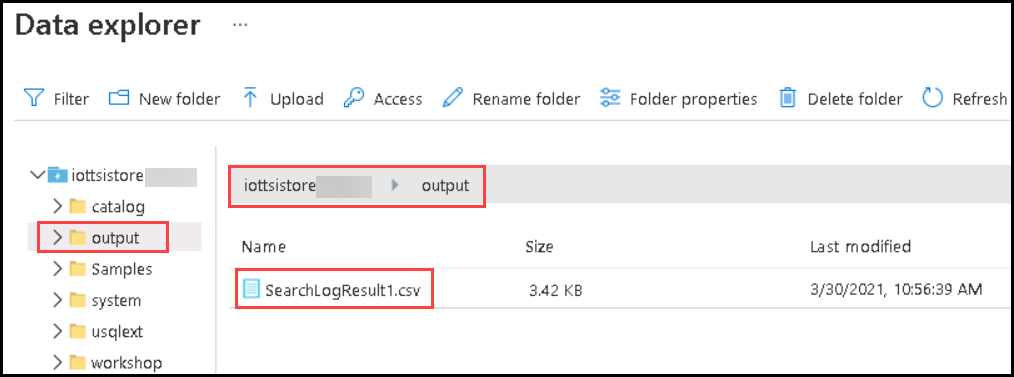 Data explorer ...
Filter New folder Upload Access Rename folder Folder properties Delete folder Refresh
iottsistore
catalog
output
Samples
system
usqlext
workshop
iottsistore output
Name Size Last modified
SearchLogResult1.csv 3.42 KB 3/30/2021, 10:56:39 AM